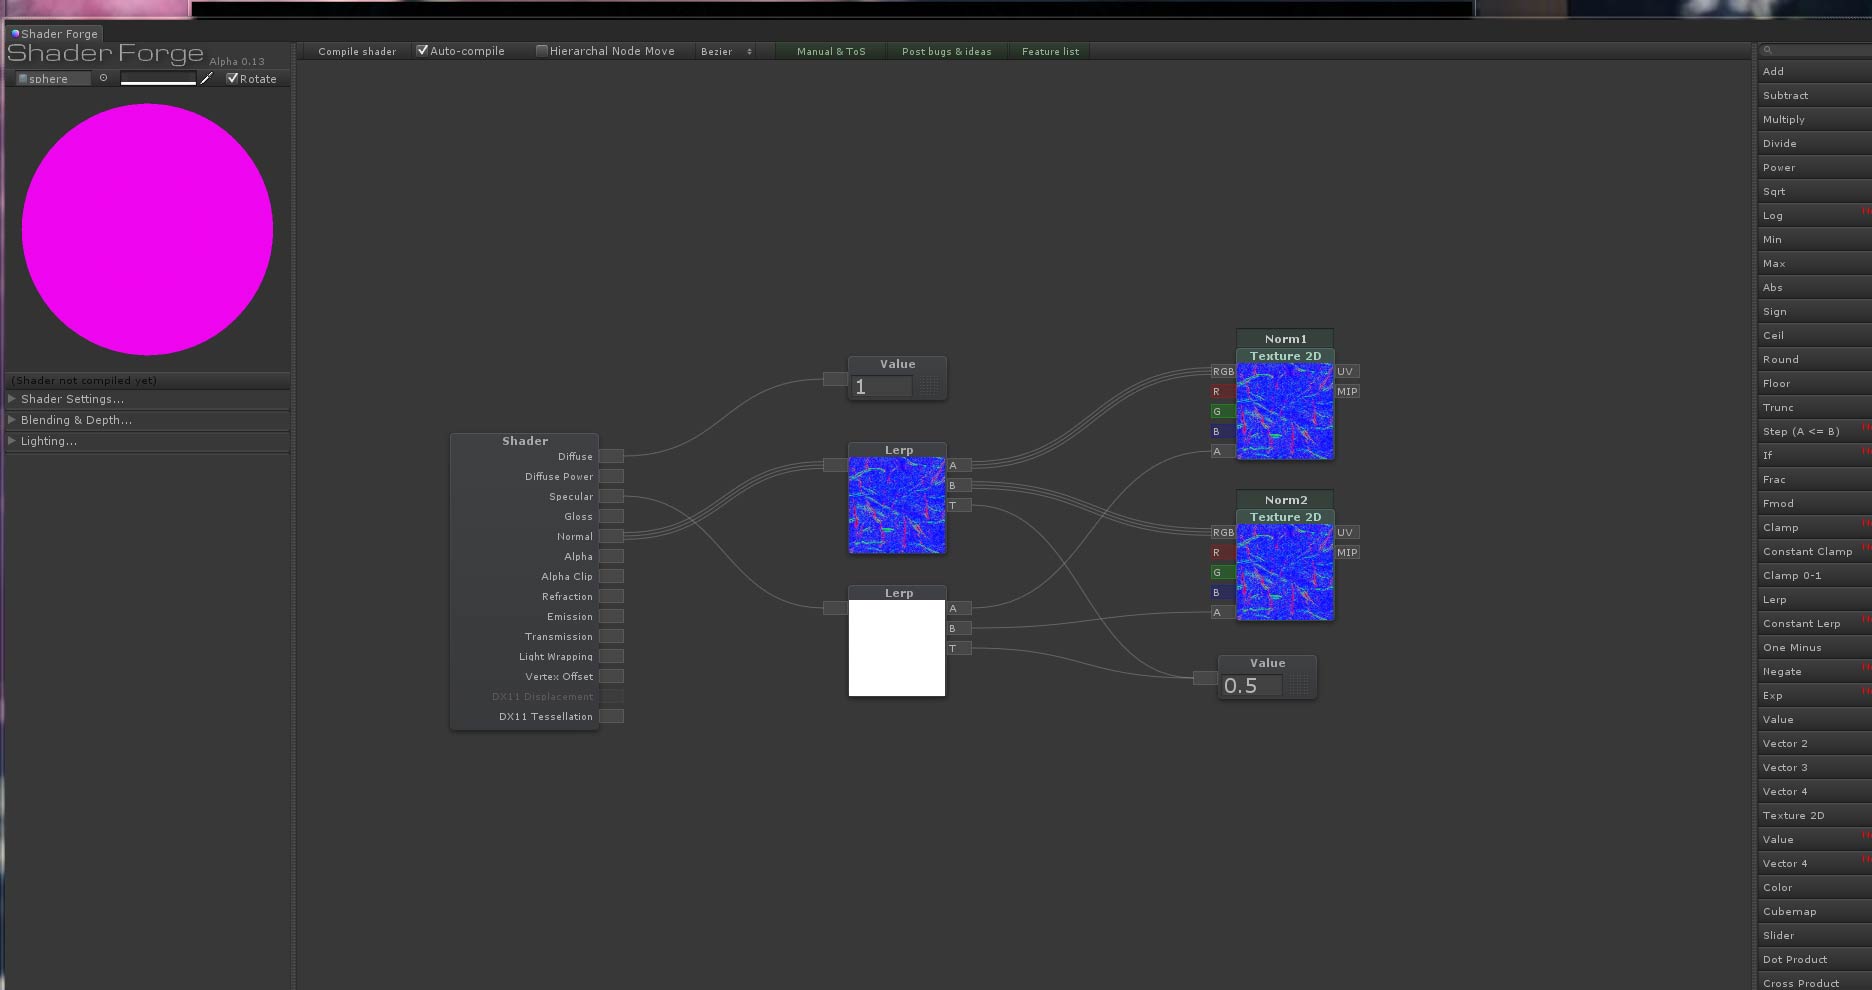 Shader Forge
Shader Forge
Alpha 0.13
sphere
Rotate
(Shader not compiled yet)
Shader Settings...
Blending & Depth...
Lighting...
Compile shader
Auto-compile
Hierarchal Node Move
Bezier
Manual & ToS
Post bugs & ideas
Feature list
Shader
Diffuse
Diffuse Power
Specular
Gloss
Normal
Alpha
Alpha Clip
Refraction
Emission
Transmission
Light Wrapping
Vertex Offset
DX11 Displacement
DX11 Tessellation
Value
1
Lerp
A
B
T
Lerp
A
B
T
Norm1
Texture 2D
RGB
R
G
B
A
UV
MIP
Norm2
Texture 2D
RGB
R
G
B
A
UV
MIP
Value
0.5
Add
Subtract
Multiply
Divide
Power
Sqrt
Log
Min
Max
Abs
Sign
Ceil
Round
Floor
Trunc
Step (A <= B)
If
Frac
Fmod
Clamp
Constant Clamp
Clamp 0-1
Lerp
Constant Lerp
One Minus
Negate
Exp
Value
Vector 2
Vector 3
Vector 4
Texture 2D
Value
Vector 4
Color
Cubemap
Slider
Dot Product
Cross Product